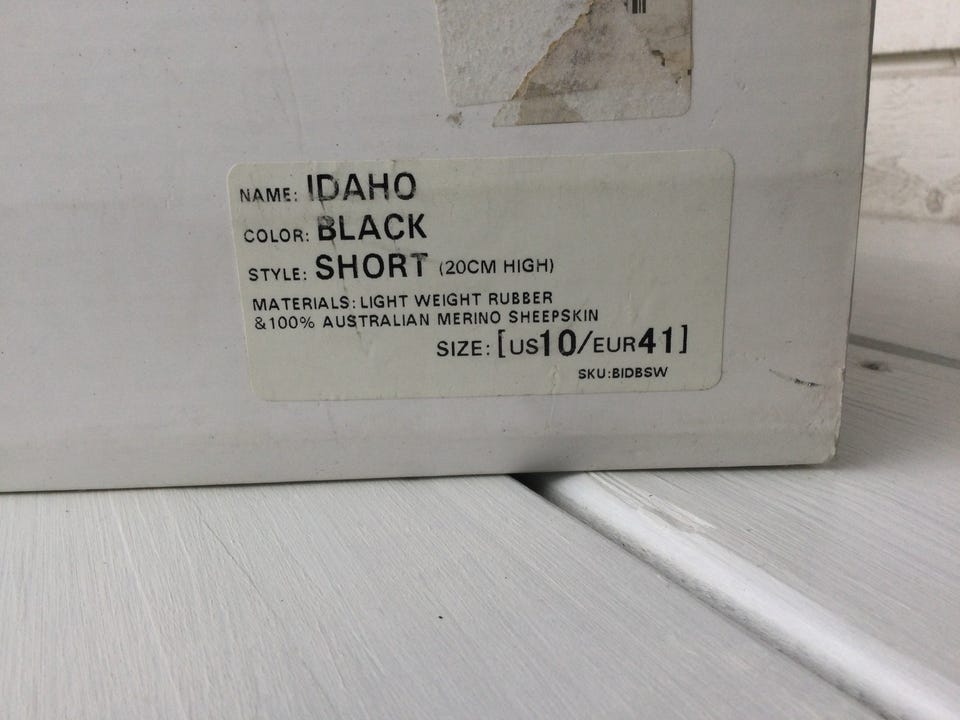 NAME: IDAHO
COLOR: BLACK
STYLE: SHORT (20CM HIGH)
MATERIALS: LIGHT WEIGHT RUBBER
&100% AUSTRALIAN MERINO SHEEPSKIN
SIZE: [US10/EUR41]
SKU:BIDBSW